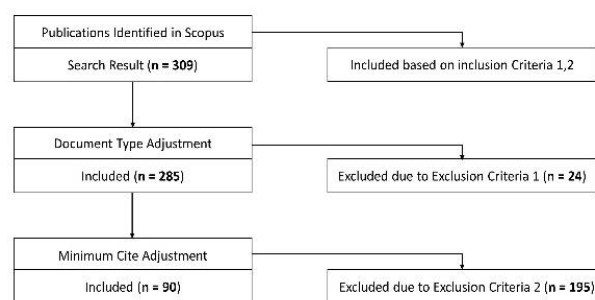 Publications Identified in Scopus
Search Result (n = 309)
Included based on inclusion Criteria 1,2
Document Type Adjustment
Included (n = 285)
Excluded due to Exclusion Criteria 1 (n = 24)
Minimum Cite Adjustment
Included (n = 90)
Excluded due to Exclusion Criteria 2 (n = 195)